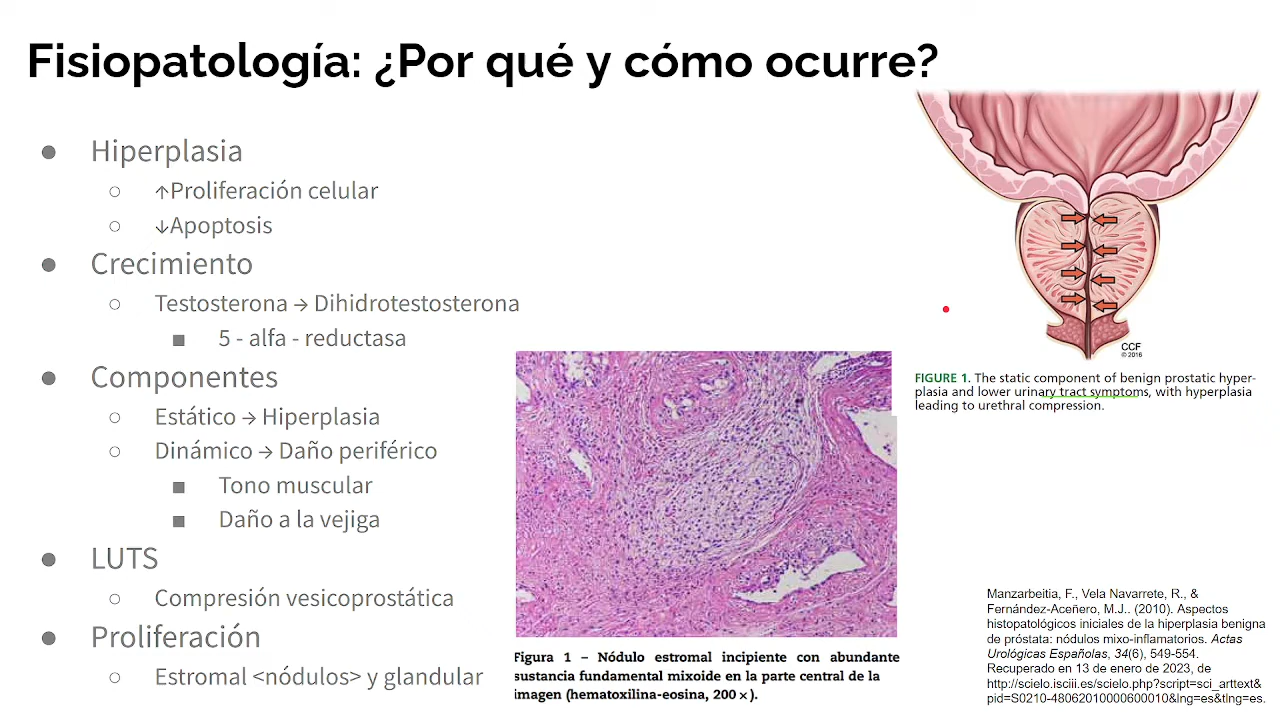 Fisiopatología: ¿Por qué y cómo ocurre?
● Hiperplasia
○ ↑Proliferación celular
○ ↓Apoptosis
● Crecimiento
○ Testosterona → Dihidrotestosterona
■ 5 - alfa - reductasa
● Componentes
○ Estático → Hiperplasia
○ Dinámico → Daño periférico
■ Tono muscular
■ Daño a la vejiga
● LUTS
○ Compresión vesicoprostática
● Proliferación
○ Estromal <nódulos> y glandular
Figura 1 – Nódulo estromal incipiente con abundante
sustancia fundamental mixoide en la parte central de la
imagen (hematoxilina-eosina, 200 ×).
CCF
© 2016
FIGURE 1. The static component of benign prostatic hyper-
plasia and lower urinary tract symptoms, with hyperplasia
leading to urethral compression.
Manzarbeitia, F., Vela Navarrete, R., &
Fernández-Aceñero, M.J.. (2010). Aspectos
histopatológicos iniciales de la hiperplasia benigna
de próstata: nódulos mixo-inflamatorios. Actas
Urológicas Españolas, 34(6), 549-554.
Recuperado en 13 de enero de 2023, de
http://scielo.isciii.es/scielo.php?script=sci_arttext&
pid=S0210-48062010000600010&lng=es&tlng=es.